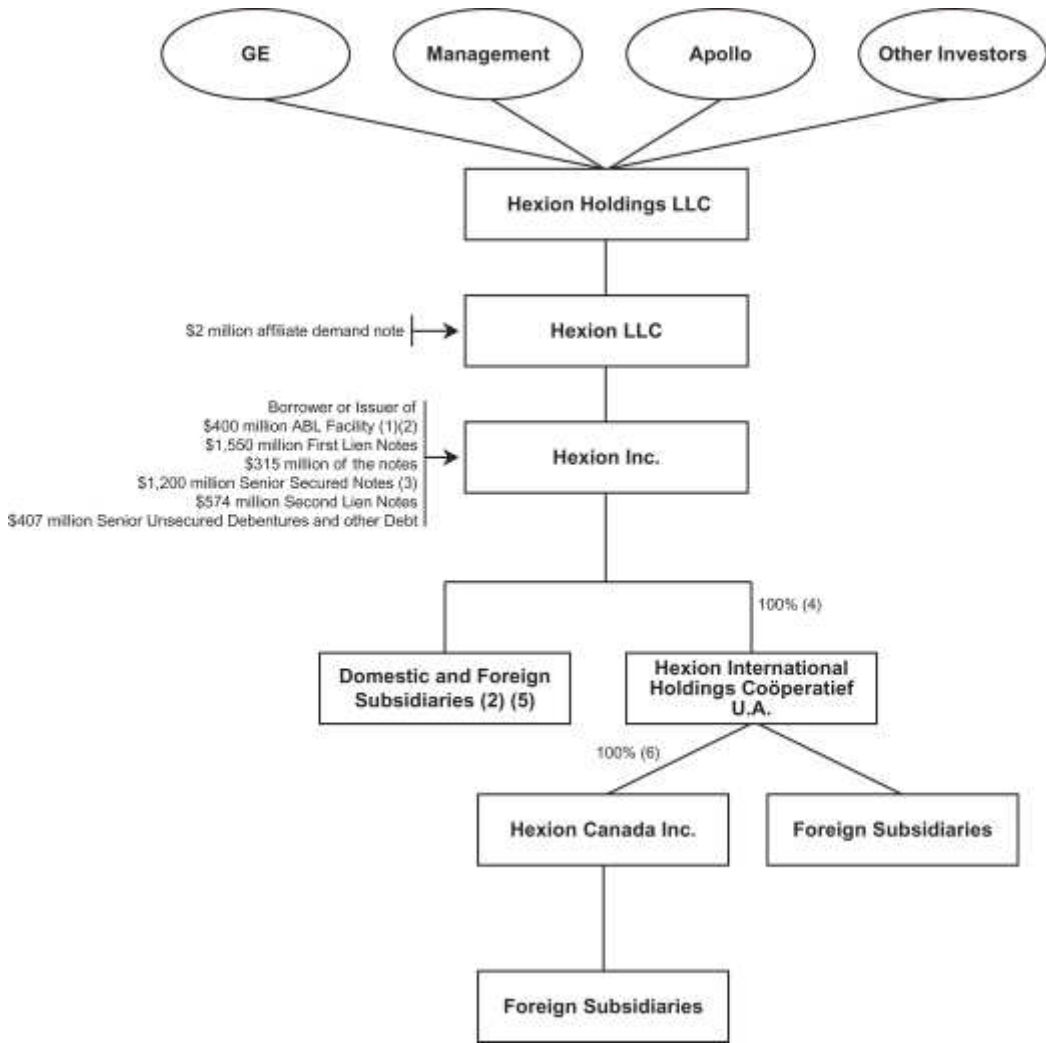 GE
Management
Apollo
Other Investors
Hexion Holdings LLC
$2 million affiliate demand note
Hexion LLC
Borrower or Issuer of
$400 million ABL Facility (1)(2)
$1,550 million First Lien Notes
$315 million of the notes
$1,200 million Senior Secured Notes (3)
$574 million Second Lien Notes
$407 million Senior Unsecured Debentures and other Debt
Hexion Inc.
100% (4)
Domestic and Foreign
Subsidiaries (2) (5)
Hexion International
Holdings Coöperatief
U.A.
100% (6)
Hexion Canada Inc.
Foreign Subsidiaries
Foreign Subsidiaries